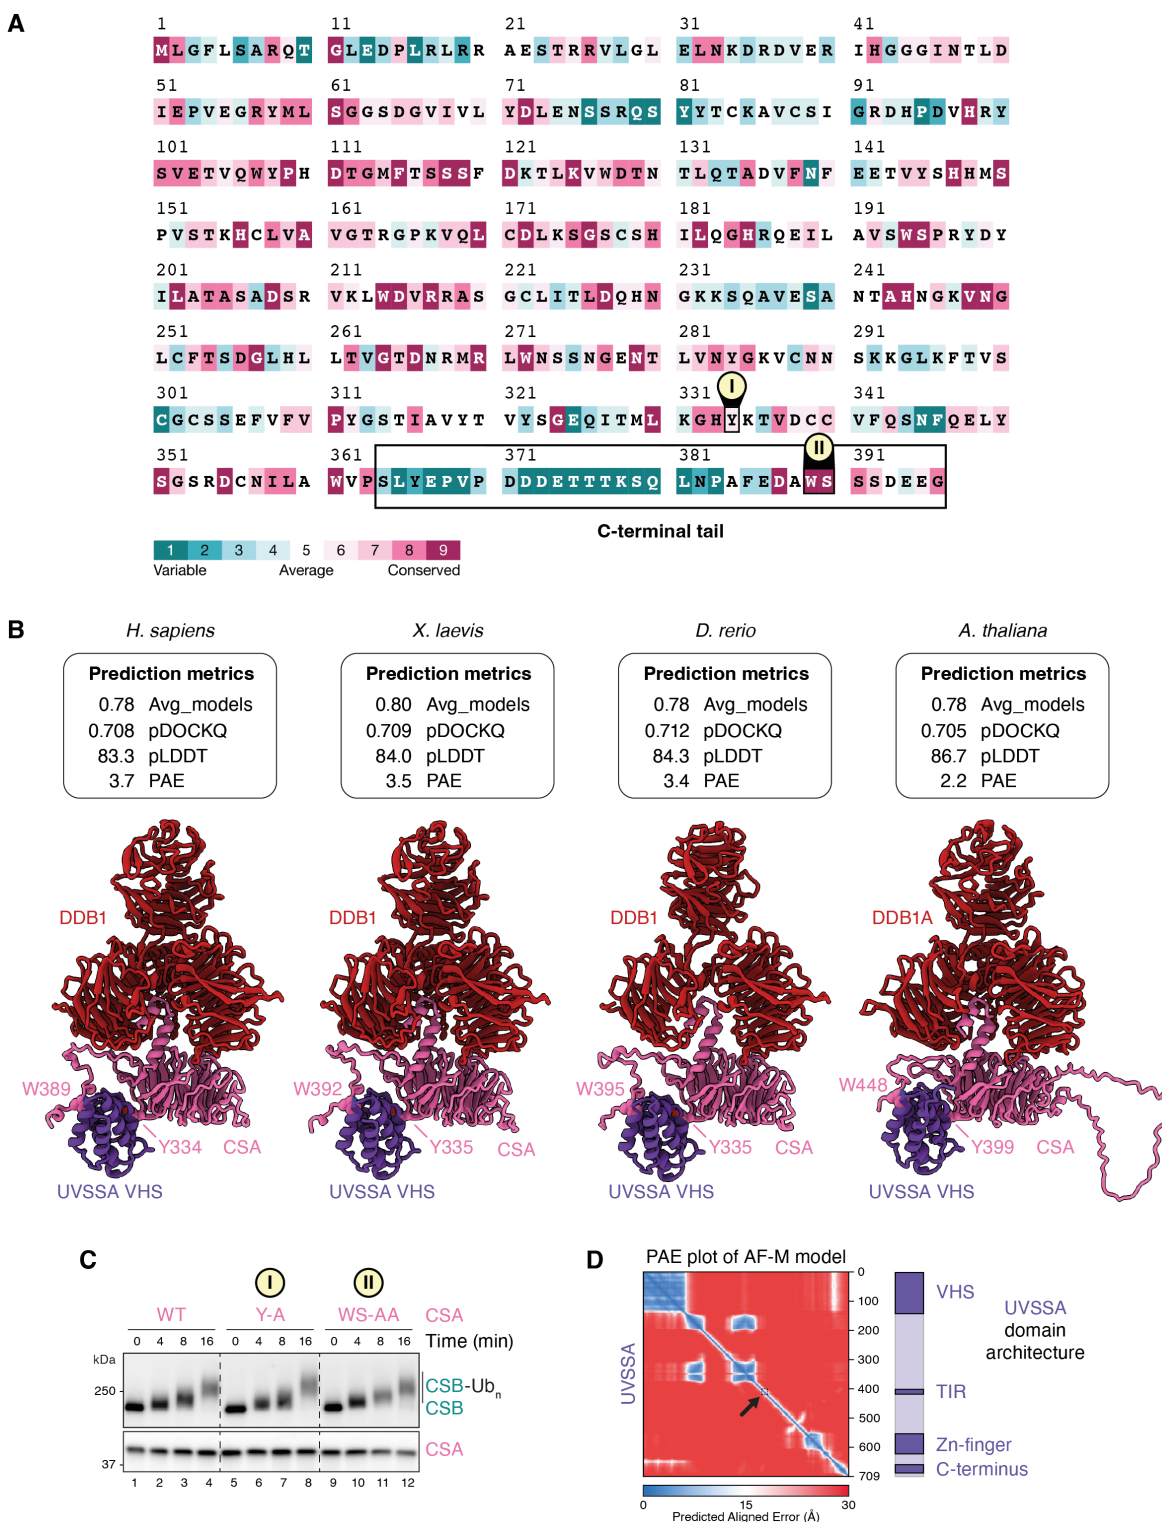 A
1 11 21 31 41
MLGFLSARQT GLEDPLRLRR AESTRRVLGL ELNKDRDVER IHGGGINTLD
51 61 71 81 91
IEPVEGRYML SGGSDGVIVL YDLENSSRQS YYTCKAVCSI GRDHPDVHRY
101 111 121 131 141
SVETVQWYPH DTGMFTSSSF DKTLKVWDTN TLQTADVFNF EETVYSHHMS
151 161 171 181 191
PVSTKHCLVA VGTRGPKVQL CDLKSGSCSH ILQGHRQEIL AVSWSPRYDY
201 211 221 231 241
ILATASADSR VKLWDVRRAS GCLITLDQHN GKKSQAVESA NTAHNGKVNG
251 261 271 281 291
LCFTSDGLHL LTVGTDNRMR LWNSSNGENT LVNYGKVCNN SKKGLKFTVS
I
301 311 321 331 341
CGCSSEFVFV PYGSTIAVYT VYSGEQITML KGHYKTVDCC VFQSNFQELY
II
351 361 371 381 391
SGSRDCNILA WVPSLYEPVP DDDETTTKSQ LNPAFEDAWS SSDEEG
C-terminal tail
1 2 3 4 5 6 7 8 9
Variable Average Conserved
B
H. sapiens X. laevis D. rerio A. thaliana
Prediction metrics Prediction metrics Prediction metrics Prediction metrics
0.78 Avg_models 0.80 Avg_models 0.78 Avg_models 0.78 Avg_models
0.708 pDOCKQ 0.709 pDOCKQ 0.712 pDOCKQ 0.705 pDOCKQ
83.3 pLDDT 84.0 pLDDT 84.3 pLDDT 86.7 pLDDT
3.7 PAE 3.5 PAE 3.4 PAE 2.2 PAE
DDB1 DDB1 DDB1 DDB1A
W389 W392 W395 W448
Y334 CSA Y335 CSA Y335 CSA Y399 CSA
UVSSA VHS UVSSA VHS UVSSA VHS UVSSA VHS
C
I II
WT Y-A WS-AA CSA
0 4 8 16 0 4 8 16 0 4 8 16 Time (min)
kDa
250
CSB-Ubn
CSB
CSA
37
1 2 3 4 5 6 7 8 9 10 11 12
D
PAE plot of AF-M model
UVSSA
0
100
200
300
400
500
600
709
0 15 30
Predicted Aligned Error (Å)
VHS
TIR
Zn-finger
C-terminus
UVSSA
domain
architecture